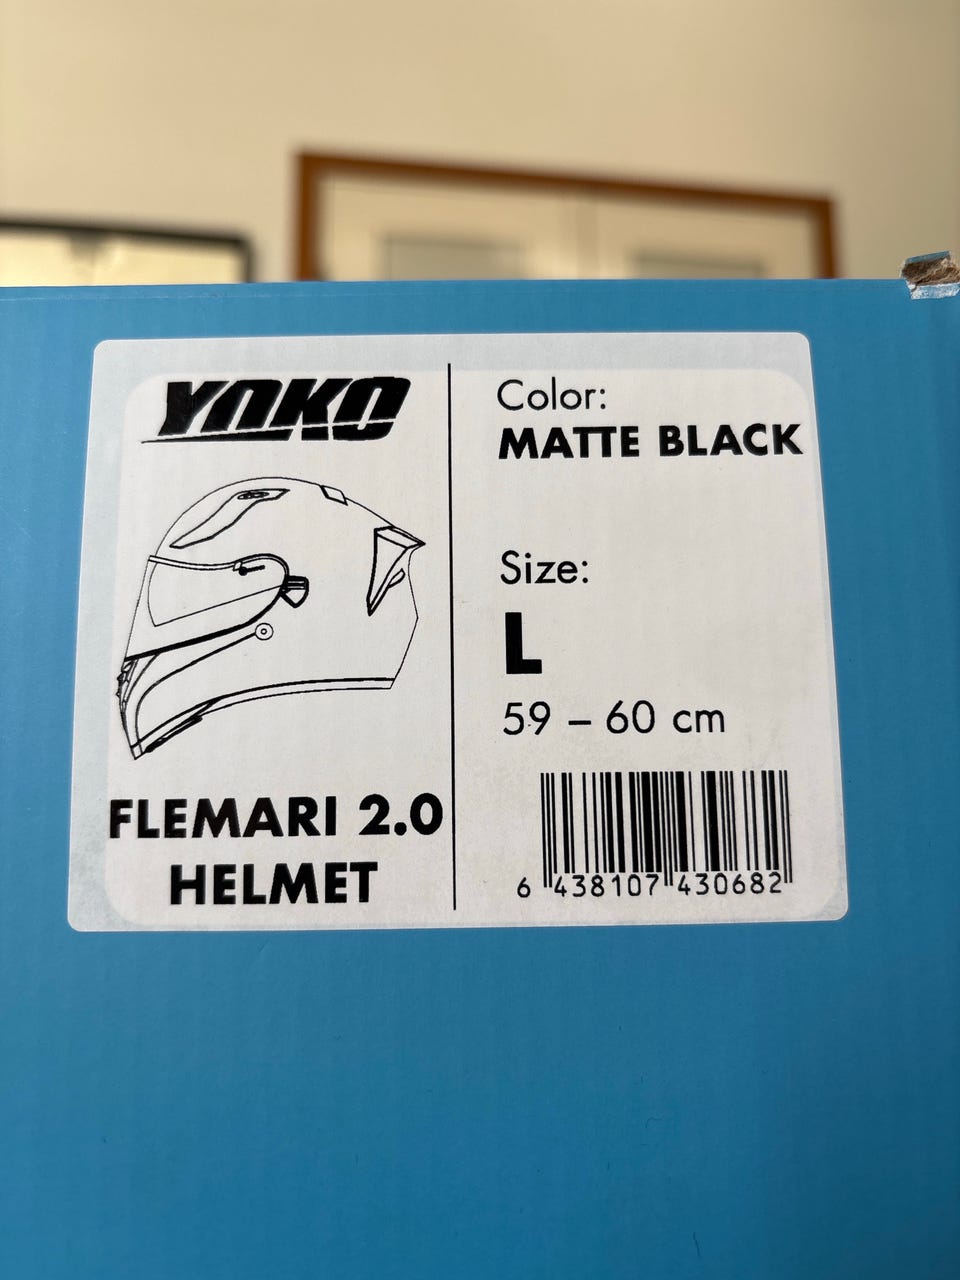 YOKO
FLEMARI 2.0
HELMET
Color:
MATTE BLACK
Size:
L
59 – 60 cm
6 438107 430682